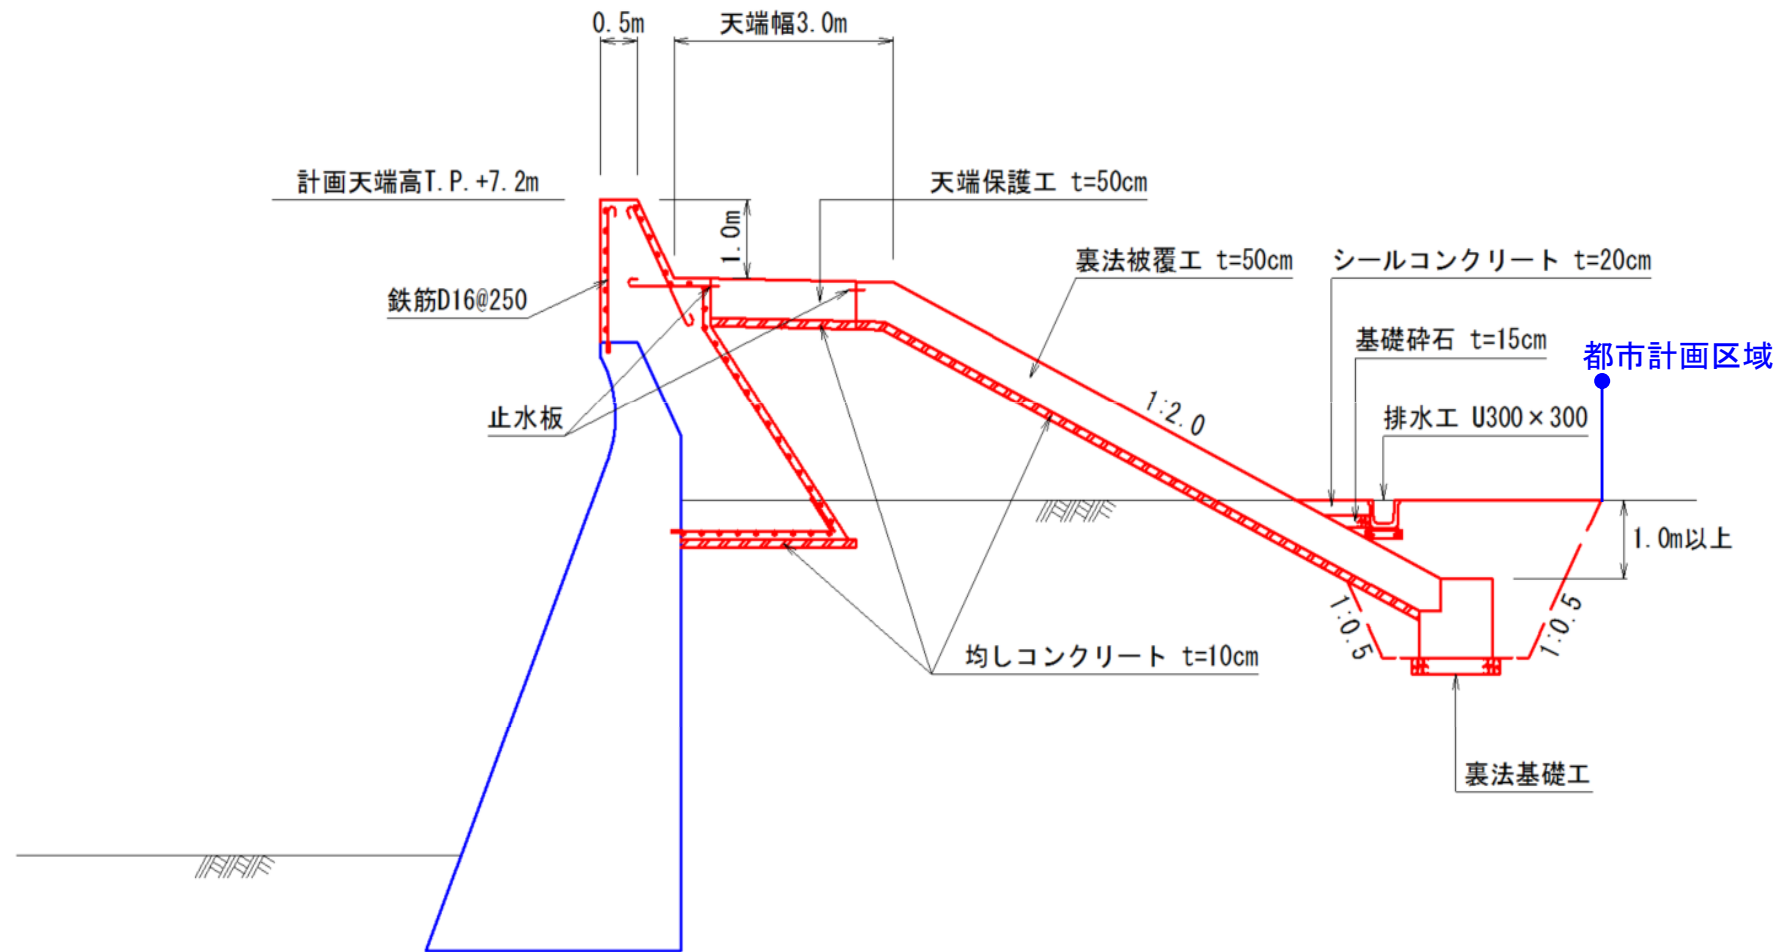 0.5m
天端幅3.0m
計画天端高T.P.+7.2m
天端保護工 t=50cm
1.0m
裏法被覆工 t=50cm
シールコンクリート t=20cm
鉄筋D16@250
基礎砕石 t=15cm
都市計画区域
止水板
1:2.0
排水工 U300×300
1.0m以上
1:0.5
1:0.5
均しコンクリート t=10cm
裏法基礎工